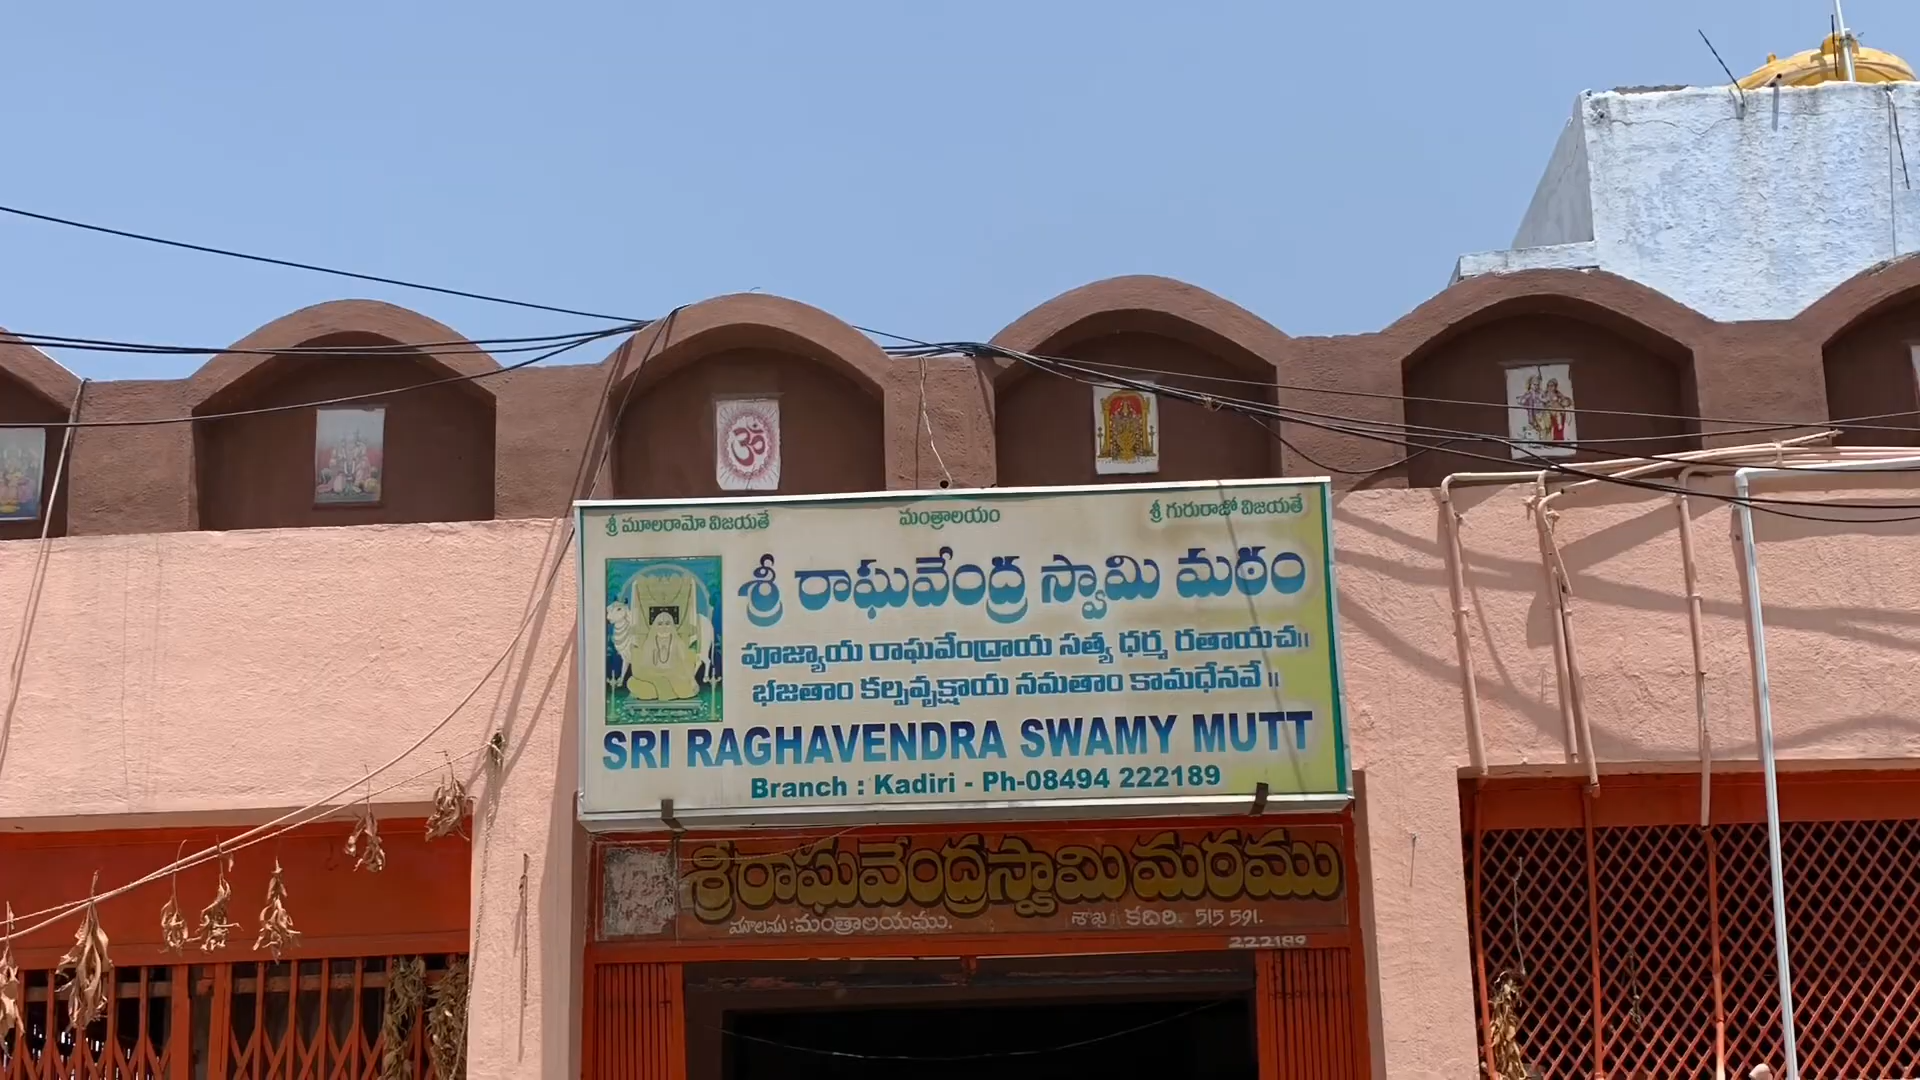 శ్రీ మూలరామో విజయతే మంత్రాలయం శ్రీ గురురాజో విజయతే
శ్రీ రాఘవేంద్ర స్వామి మఠం
పూజ్యాయ రాఘవేంద్రాయ సత్య ధర్మ రతాయచ॥
భజతాం కల్పవృక్షాయ నమతాం కామధేనవే॥
SRI RAGHAVENDRA SWAMY MUTT
Branch : Kadiri - Ph-08494 222189
శ్రీరాఘవేంద్రస్వామి మఠము
మూలము:మంత్రాలయము. శాఖ: కదిరి. 515 591.
222189
ॐ